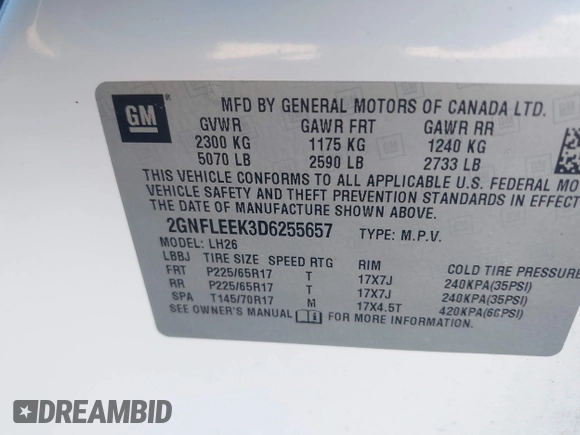 GM
MFD BY GENERAL MOTORS OF CANADA LTD.
GVWR GAWR FRT GAWR RR
2300 KG 1175 KG 1240 KG
5070 LB 2590 LB 2733 LB
THIS VEHICLE CONFORMS TO ALL APPLICABLE U.S. FEDERAL MO
VEHICLE SAFETY AND THEFT PREVENTION STANDARDS IN EFFECT
THE DATE OF MANUFACTURE SHOWN ABOVE.
2GNFLEEK3D6255657 TYPE: M.P.V.
MODEL: LH26
LBBJ TIRE SIZE SPEED RTG RIM COLD TIRE PRESSURE
FRT P225/65R17 T 17X7J 240KPA(35PSI)
RR P225/65R17 T 17X7J 240KPA(35PSI)
SPA T145/70R17 M 17X4.5T 420KPA(60PSI)
SEE OWNER'S MANUAL FOR MORE INFORMATION.
DREAMBID